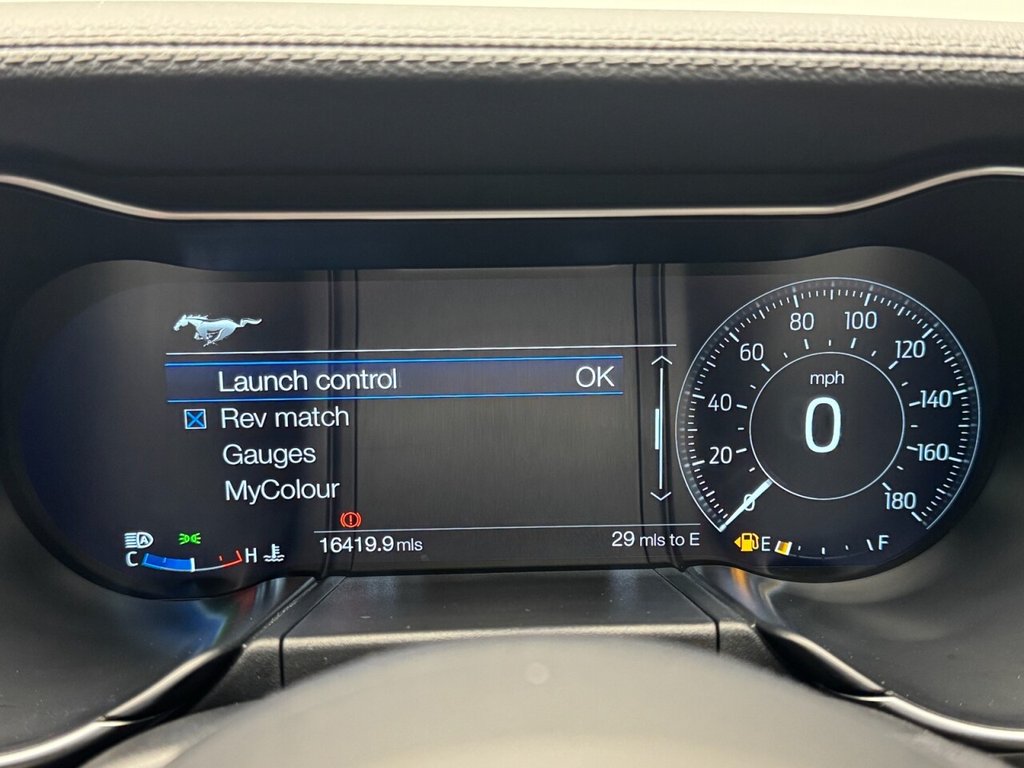 Launch control OK
Rev match
Gauges
MyColour
16419.9 mls 29 mls to E
C H
A
mph
0
0 20 40 60 80 100 120 140 160 180
E F